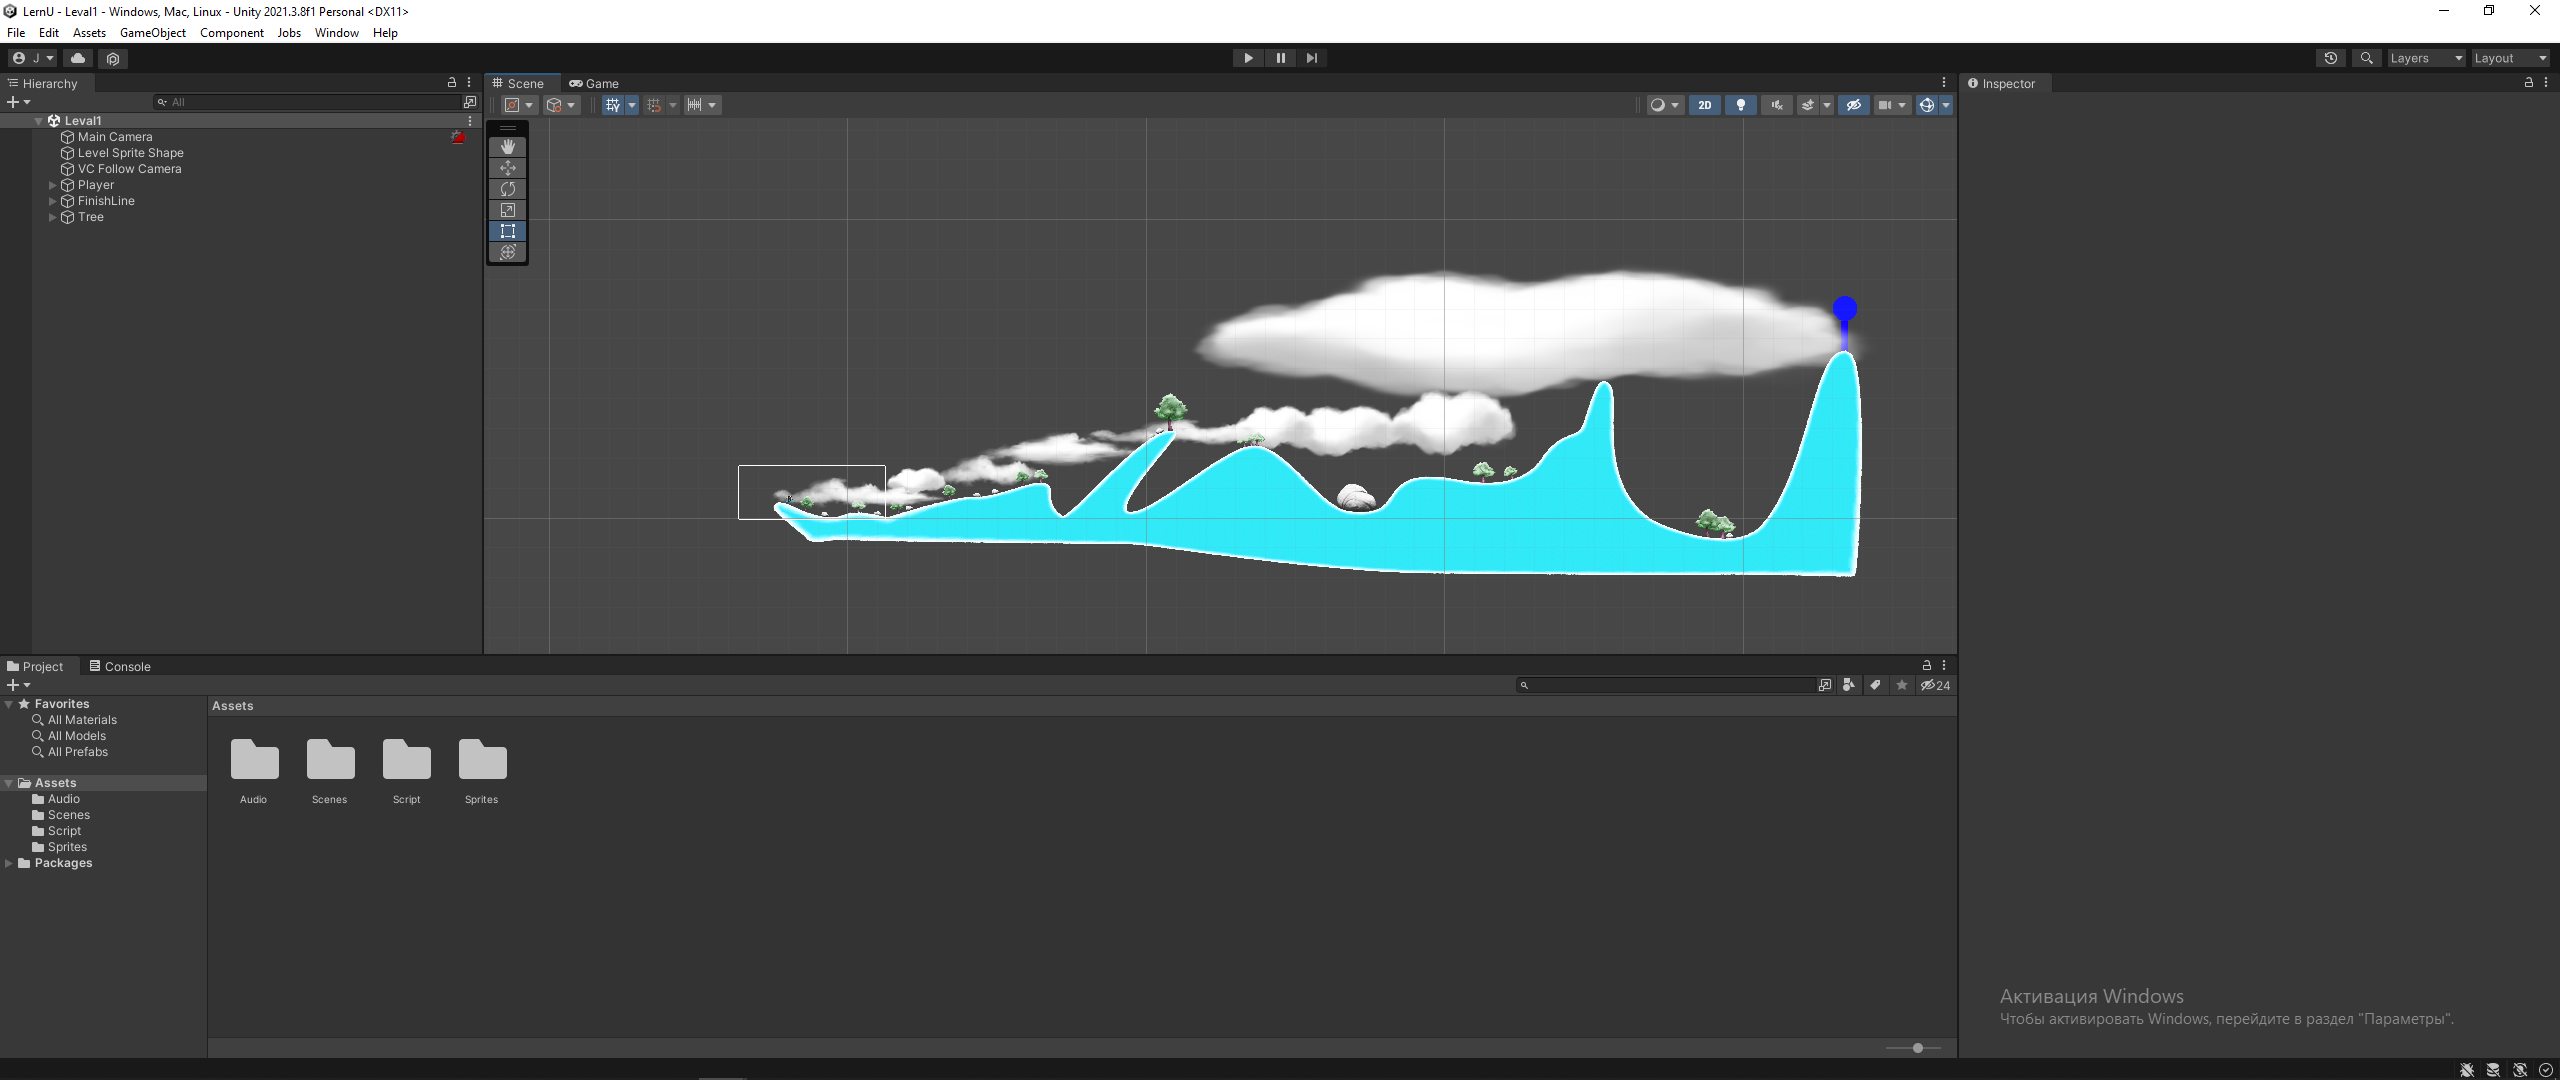 LernU - Leval1 - Windows, Mac, Linux - Unity 2021.3.8f1 Personal <DX11>
File Edit Assets GameObject Component Jobs Window Help
J Layers Layout
Hierarchy
All
Leval1
Main Camera
Level Sprite Shape
VC Follow Camera
Player
FinishLine
Tree
Scene Game
2D
Inspector
Project Console
24
Favorites
All Materials
All Models
All Prefabs
Assets
Audio
Scenes
Script
Sprites
Packages
Assets
Audio Scenes Script Sprites
Активация Windows
Чтобы активировать Windows, перейдите в раздел "Параметры".